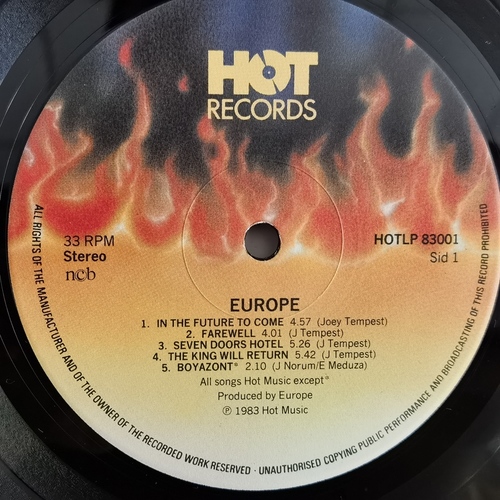 HOT
RECORDS
33 RPM
Stereo
ncb
HOTLP 83001
Sid 1
EUROPE
1. IN THE FUTURE TO COME 4.57 (Joey Tempest)
2. FAREWELL 4.01 (J Tempest)
3. SEVEN DOORS HOTEL 5.26 (J Tempest)
4. THE KING WILL RETURN 5.42 (J Tempest)
5. BOYAZONT* 2.10 (J Norum/E Meduza)
All songs Hot Music except*
Produced by Europe
Ⓟ 1983 Hot Music
ALL RIGHTS OF THE MANUFACTURER AND OF THE OWNER OF THE RECORDED WORK RESERVED · UNAUTHORISED COPYING PUBLIC PERFORMANCE AND BROADCASTING OF THIS RECORD PROHIBITED